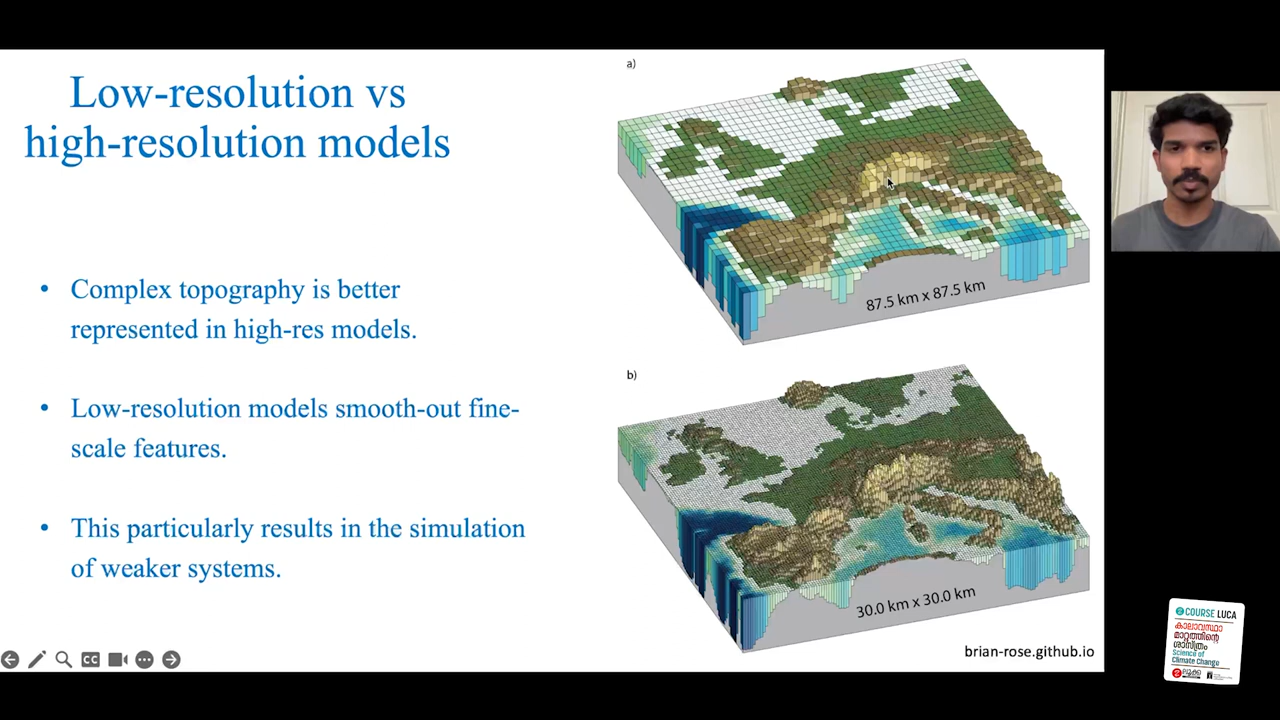 Low-resolution vs
high-resolution models
• Complex topography is better
represented in high-res models.
• Low-resolution models smooth-out fine-
scale features.
• This particularly results in the simulation
of weaker systems.
a)
87.5 km x 87.5 km
b)
30.0 km x 30.0 km
brian-rose.github.io
CC
COURSE LUCA
കാലാവസ്ഥാ
മാറ്റത്തിന്റെ
ശാസ്ത്രം
Science of
Climate Change
ലൂക്ക